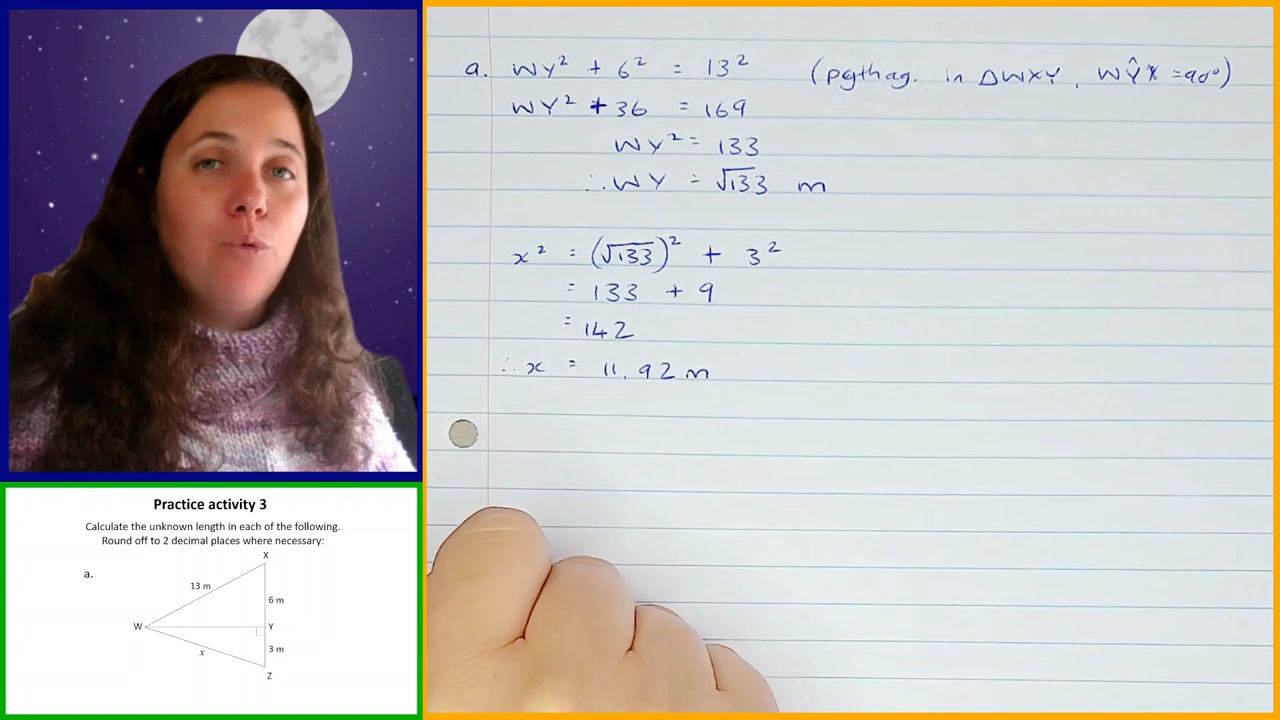 a. WY² + 6² = 13² (pythag. in △WXY, WŶX = 90°)
WY² + 36 = 169
WY² = 133
∴ WY = √133 m
x² = (√133)² + 3²
= 133 + 9
= 142
∴ x = 11,92 m
Practice activity 3
Calculate the unknown length in each of the following.
Round off to 2 decimal places where necessary:
a.
X
13 m
6 m
W
Y
x
3 m
Z